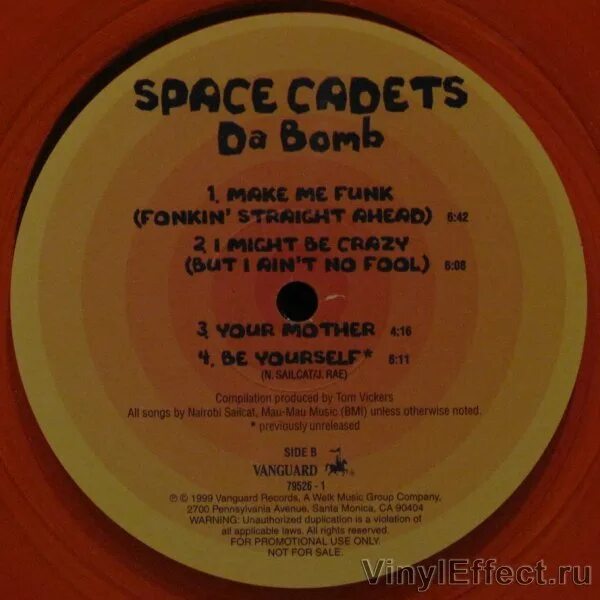 SPACE CADETS
Da Bomb
1. MAKE ME FUNK
(FONKIN' STRAIGHT AHEAD) 6:42
2. I MIGHT BE CRAZY
(BUT I AIN'T NO FOOL) 6:08
3. YOUR MOTHER 4:16
4. BE YOURSELF* 6:11
(N. SAILCAT/J. RAE)
Compilation produced by Tom Vickers
All songs by Nairobi Sailcat, Mau-Mau Music (BMI) unless otherwise noted.
* previously unreleased
SIDE B
VANGUARD
79526 - 1
℗ © 1999 Vanguard Records, A Welk Music Group Company,
2700 Pennsylvania Avenue, Santa Monica, CA 90404
WARNING: Unauthorized duplication is a violation of
all applicable laws. All rights reserved.
FOR PROMOTIONAL USE ONLY.
NOT FOR SALE.
VinylEffect.ru